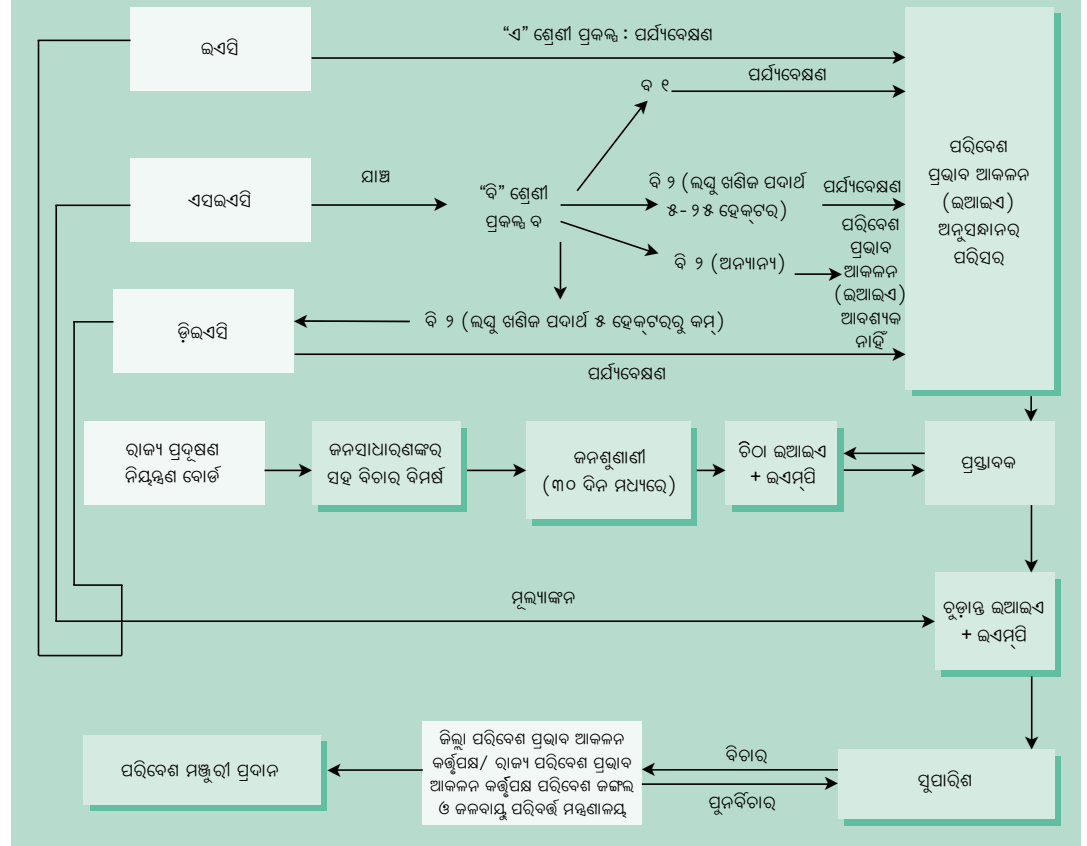 ଇଏସି
“ଏ” ଶ୍ରେଣୀ ପ୍ରକଳ୍ପ : ପର୍ଯ୍ୟବେକ୍ଷଣ
ବ ୧
ପର୍ଯ୍ୟବେକ୍ଷଣ
ପରିବେଶ
ପ୍ରଭାବ ଆକଳନ
(ଇଆଇଏ)
ଅନୁସନ୍ଧାନର
ପରିସର
ଏସଇଏସି
ଯାଞ୍ଚ
“ବି” ଶ୍ରେଣୀ
ପ୍ରକଳ୍ପ ବ
ବି ୨ (ଲଘୁ ଖଣିଜ ପଦାର୍ଥ
୫-୨୫ ହେକ୍ଟର)
ପର୍ଯ୍ୟବେକ୍ଷଣ
ବି ୨ (ଅନ୍ୟାନ୍ୟ)
ପରିବେଶ
ପ୍ରଭାବ
ଆକଳନ
(ଇଆଇଏ)
ଆବଶ୍ୟକ
ନାହିଁ
ଡ଼ିଇଏସି
ବି ୨ (ଲଘୁ ଖଣିଜ ପଦାର୍ଥ ୫ ହେକ୍ଟରରୁ କମ୍)
ପର୍ଯ୍ୟବେକ୍ଷଣ
ରାଜ୍ୟ ପ୍ରଦୂଷଣ
ନିୟନ୍ତ୍ରଣ ବୋର୍ଡ
ଜନସାଧାରଣଙ୍କର
ସହ ବିଚାର ବିମର୍ଷ
ଜନଶୁଣାଣୀ
(୩୦ ଦିନ ମଧ୍ୟରେ)
ଚିଠା ଇଆଇଏ
+ ଇଏମ୍‌ପି
ପ୍ରସ୍ତାବକ
ମୂଲ୍ୟାଙ୍କନ
ଚୁଡ଼ାନ୍ତ ଇଆଇଏ
+ ଇଏମ୍‌ପି
ପରିବେଶ ମଞ୍ଜୁରୀ ପ୍ରଦାନ
ଜିଲ୍ଲା ପରିବେଶ ପ୍ରଭାବ ଆକଳନ
କର୍ତ୍ତୃପକ୍ଷ/ ରାଜ୍ୟ ପରିବେଶ ପ୍ରଭାବ
ଆକଳନ କର୍ତ୍ତୃପକ୍ଷ ପରିବେଶ ଜଙ୍ଗଲ
ଓ ଜଳବାୟୁ ପରିବର୍ତ୍ତ ମନ୍ତ୍ରଣାଳୟ
ବିଚାର
ପୁନର୍ବିଚାର
ସୁପାରିଶ